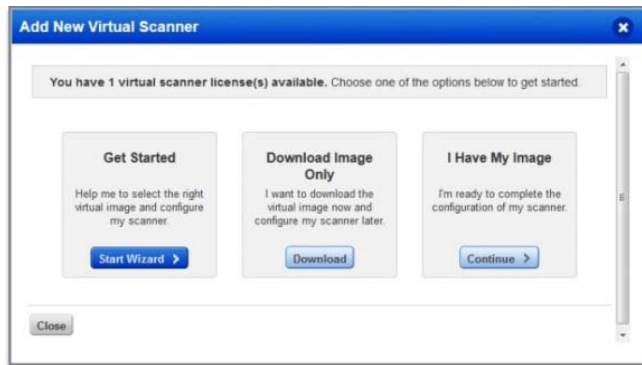 Add New Virtual Scanner
You have 1 virtual scanner license(s) available. Choose one of the options below to get started.
Get Started
Help me to select the right
virtual image and configure
my scanner.
Start Wizard >
Download Image
Only
I want to download the
virtual image now and
configure my scanner later.
Download
I Have My Image
I'm ready to complete the
configuration of my scanner.
Continue >
Close